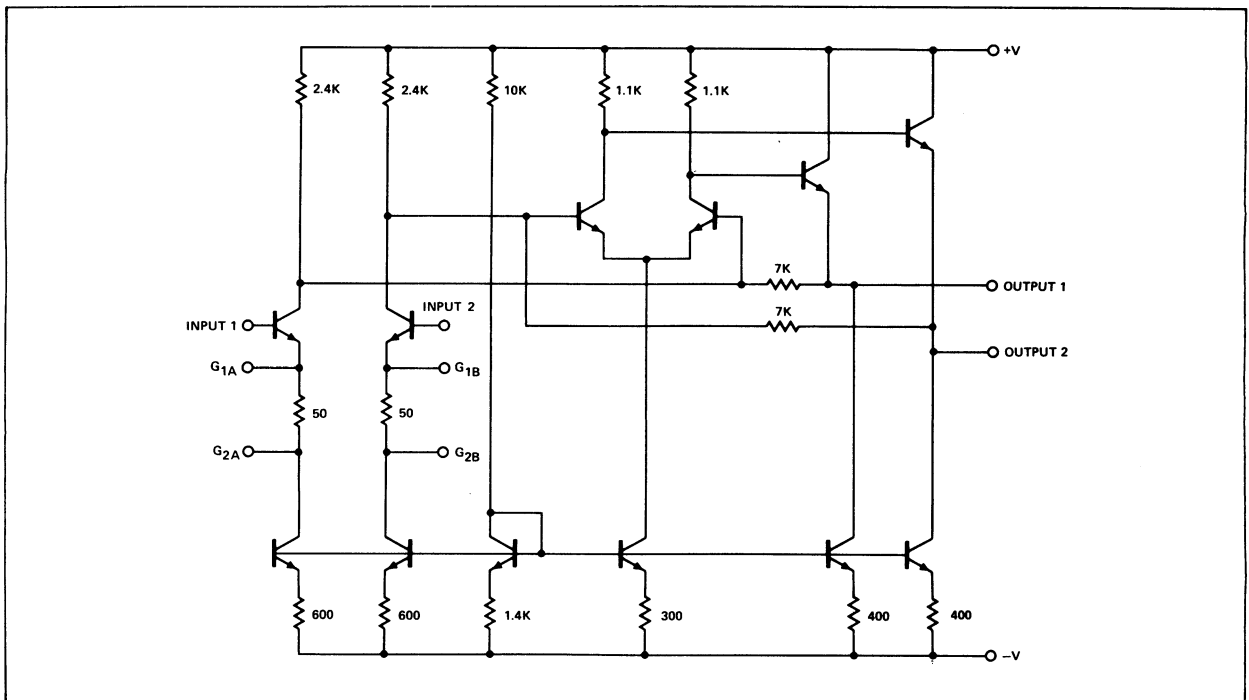 +V
2.4K 2.4K 10K 1.1K 1.1K
7K
OUTPUT 1
INPUT 1 INPUT 2
7K
OUTPUT 2
G1A G1B
50 50
G2A G2B
600 600 1.4K 300 400 400
–V